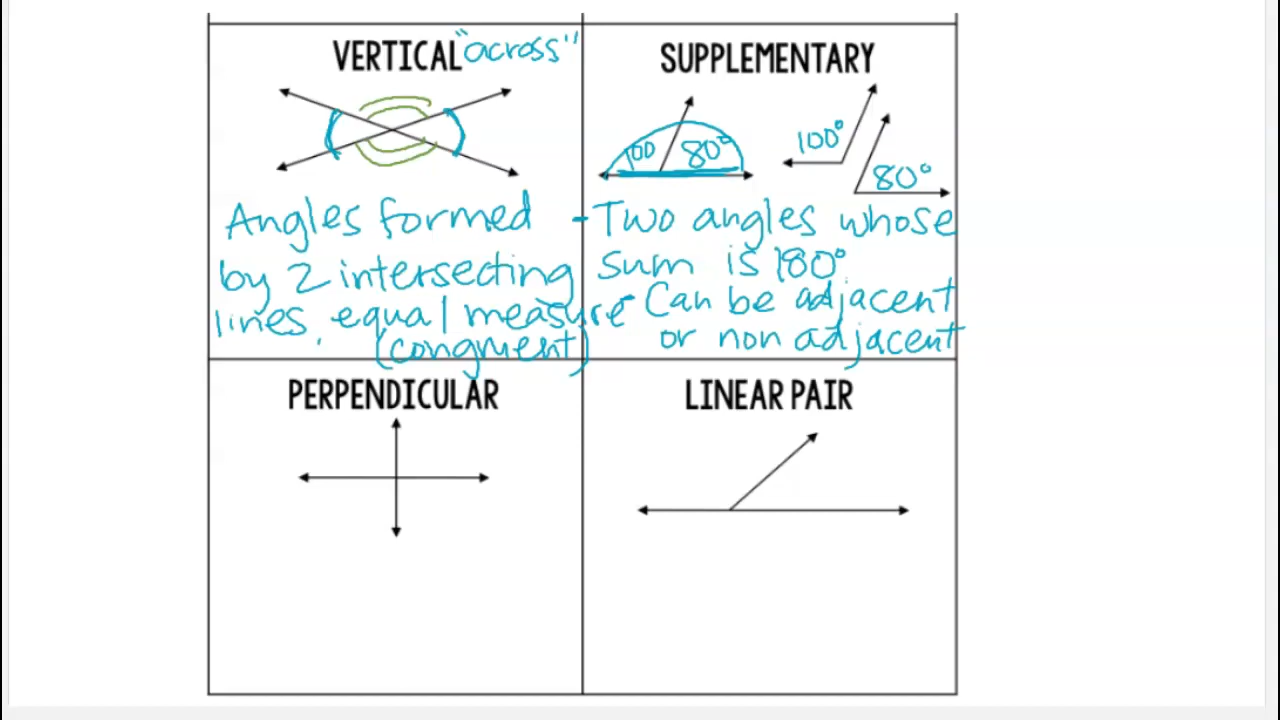 VERTICAL "across"
Angles formed
by 2 intersecting
lines, equal measure
(congruent)
SUPPLEMENTARY
100 80°
100°
80°
- Two angles whose
sum is 180°
- Can be adjacent
or non adjacent
PERPENDICULAR
LINEAR PAIR